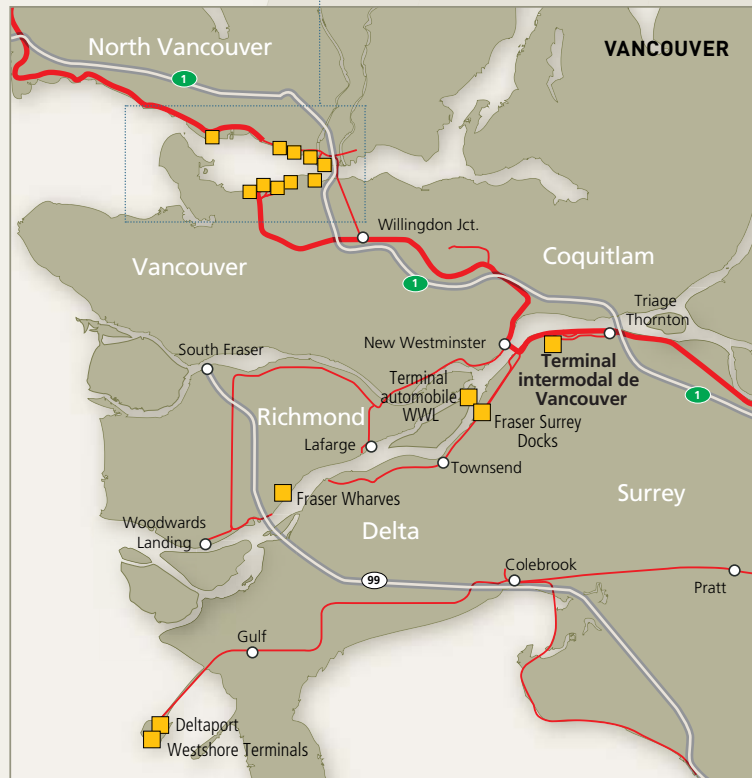 North Vancouver
VANCOUVER
1
Willingdon Jct.
Coquitlam
Vancouver
1
Triage
Thornton
New Westminster
South Fraser
Terminal
intermodal de
Vancouver
Terminal
automobile
WWL
1
Richmond
Fraser Surrey
Docks
Lafarge
Townsend
Surrey
Fraser Wharves
Delta
Woodwards
Landing
Colebrook
99
Pratt
Gulf
Deltaport
Westshore Terminals